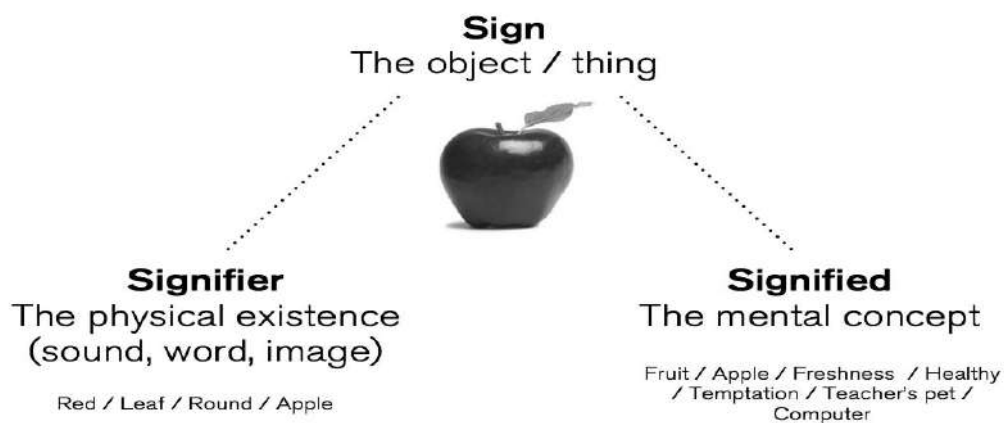 Sign
The object / thing
Signifier
The physical existence
(sound, word, image)
Red / Leaf / Round / Apple
Signified
The mental concept
Fruit / Apple / Freshness / Healthy
/ Temptation / Teacher's pet /
Computer